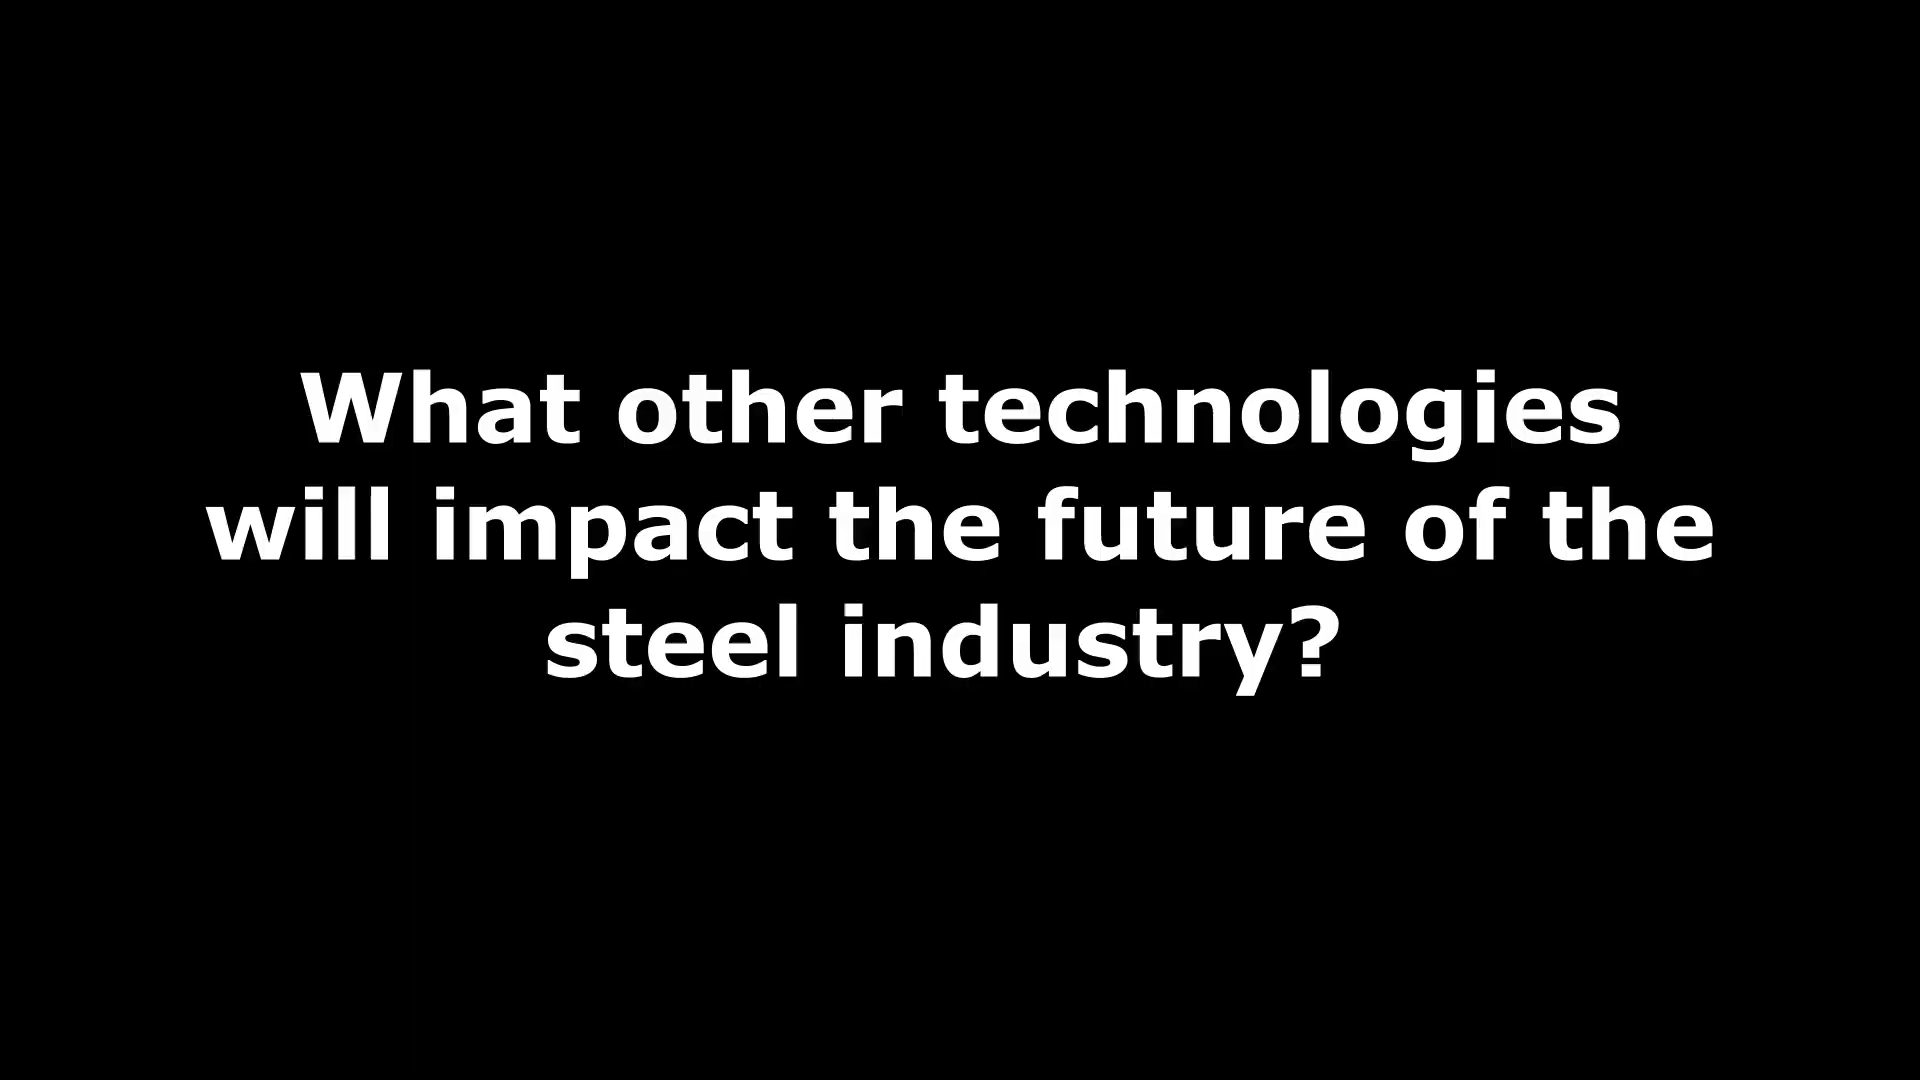 What other technologies
will impact the future of the
steel industry?